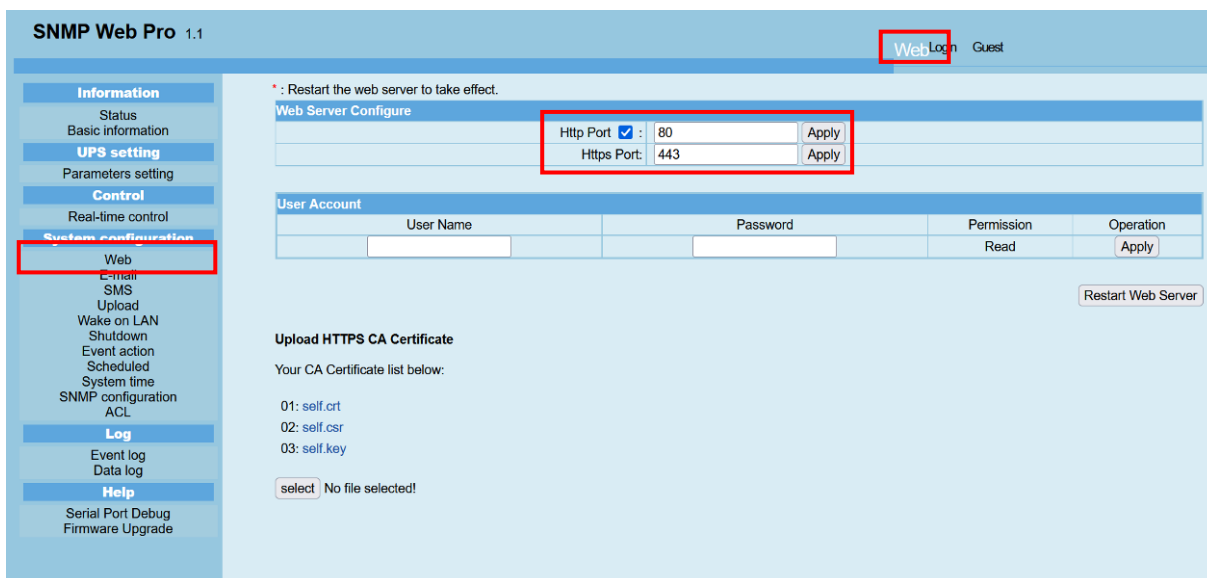 SNMP Web Pro 1.1
Web Login Guest
Information
Status
Basic information
UPS setting
Parameters setting
Control
Real-time control
System configuration
Web
E-mail
SMS
Upload
Wake on LAN
Shutdown
Event action
Scheduled
System time
SNMP configuration
ACL
Log
Event log
Data log
Help
Serial Port Debug
Firmware Upgrade
* : Restart the web server to take effect.
Web Server Configure
Http Port : 80 Apply
Https Port: 443 Apply
User Account
User Name Password Permission Operation
Read Apply
Restart Web Server
Upload HTTPS CA Certificate
Your CA Certificate list below:
01: self.crt
02: self.csr
03: self.key
select No file selected!